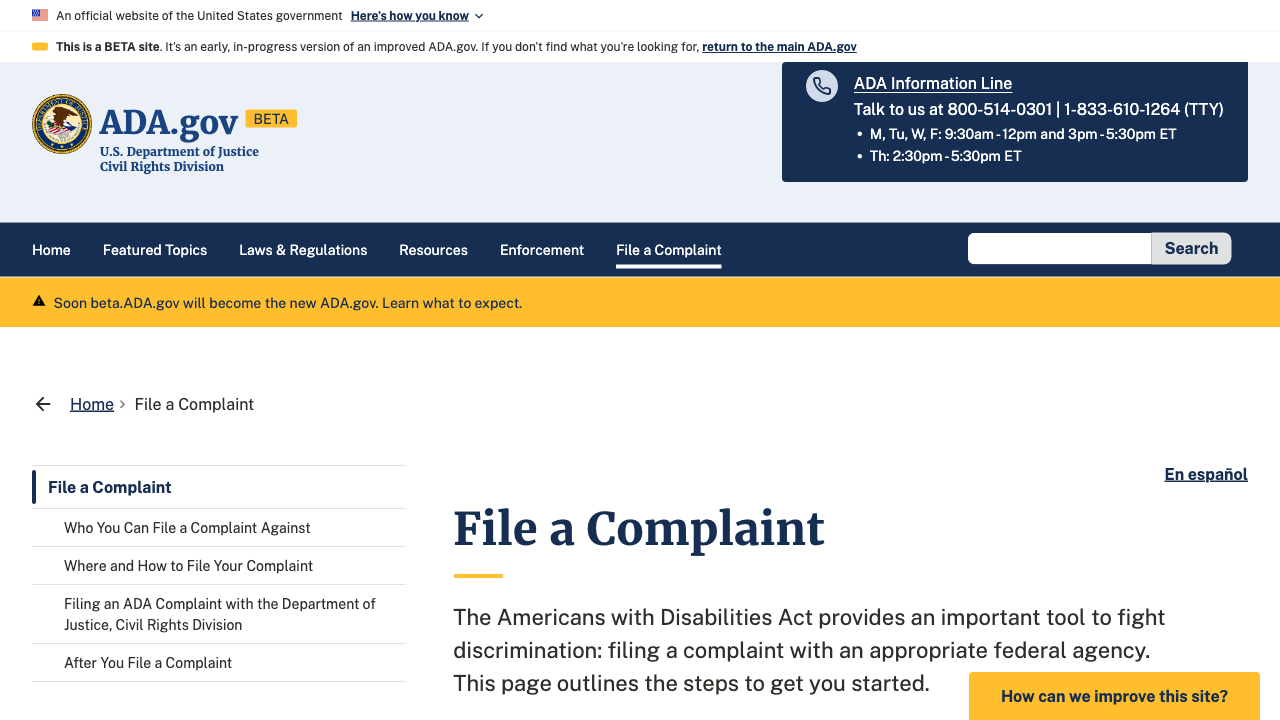 An official website of the United States government Here's how you know
This is a BETA site. It's an early, in-progress version of an improved ADA.gov. If you don't find what you're looking for, return to the main ADA.gov
ADA.gov BETA
U.S. Department of Justice
Civil Rights Division
ADA Information Line
Talk to us at 800-514-0301 | 1-833-610-1264 (TTY)
• M, Tu, W, F: 9:30am - 12pm and 3pm - 5:30pm ET
• Th: 2:30pm - 5:30pm ET
Home Featured Topics Laws & Regulations Resources Enforcement File a Complaint Search
Soon beta.ADA.gov will become the new ADA.gov. Learn what to expect.
Home > File a Complaint
File a Complaint
Who You Can File a Complaint Against
Where and How to File Your Complaint
Filing an ADA Complaint with the Department of
Justice, Civil Rights Division
After You File a Complaint
En español
File a Complaint
The Americans with Disabilities Act provides an important tool to fight
discrimination: filing a complaint with an appropriate federal agency.
This page outlines the steps to get you started.
How can we improve this site?